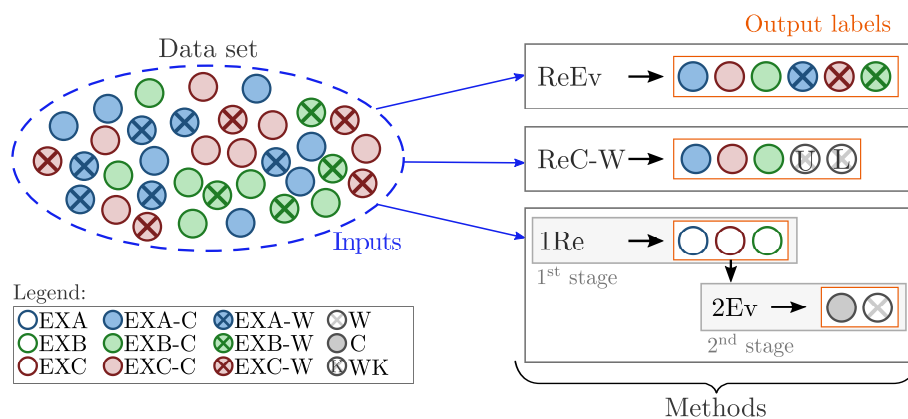 Output labels
Data set
ReEv
ReC-W
U L
Inputs
1Re
1st stage
2Ev
2nd stage
Legend:
EXA EXA-C EXA-W W
EXB EXB-C EXB-W C
EXC EXC-C EXC-W K WK
Methods